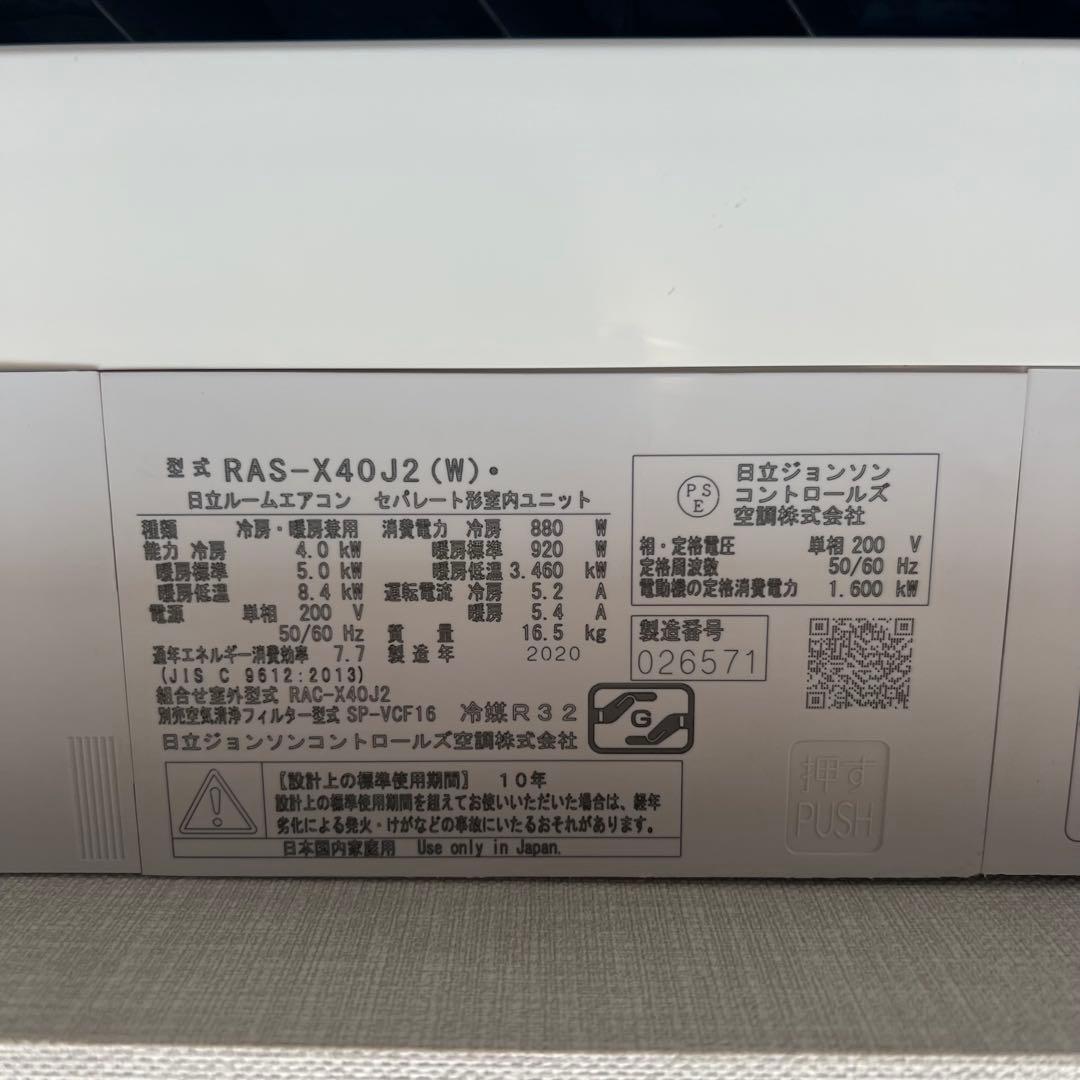 型式 RAS-X40J2(W)・
日立ルームエアコン セパレート形室内ユニット
種類 冷房・暖房兼用 消費電力 冷房 880 W
能力 冷房 4.0 kW 暖房標準 920 W
暖房標準 5.0 kW 暖房低温 3.460 kW
暖房低温 8.4 kW 運転電流 冷房 5.2 A
電源 単相 200 V 暖房 5.4 A
50/60 Hz 質量 16.5 kg
通年エネルギー消費効率 7.7 製造年 2020
(JIS C 9612:2013)
組合せ室外型式 RAC-X40J2
別売空気清浄フィルター型式 SP-VCF16 冷媒R32
日立ジョンソンコントロールズ空調株式会社
G
[設計上の標準使用期間] 10年
設計上の標準使用期間を超えてお使いいただいた場合は、経年
劣化による発火・けがなどの事故にいたるおそれがあります。
日本国内家庭用 Use only in Japan.
PSE
日立ジョンソン
コントロールズ
空調株式会社
相・定格電圧 単相 200 V
定格周波数 50/60 Hz
電動機の定格消費電力 1.600 kW
製造番号
026571
押す
PUSH